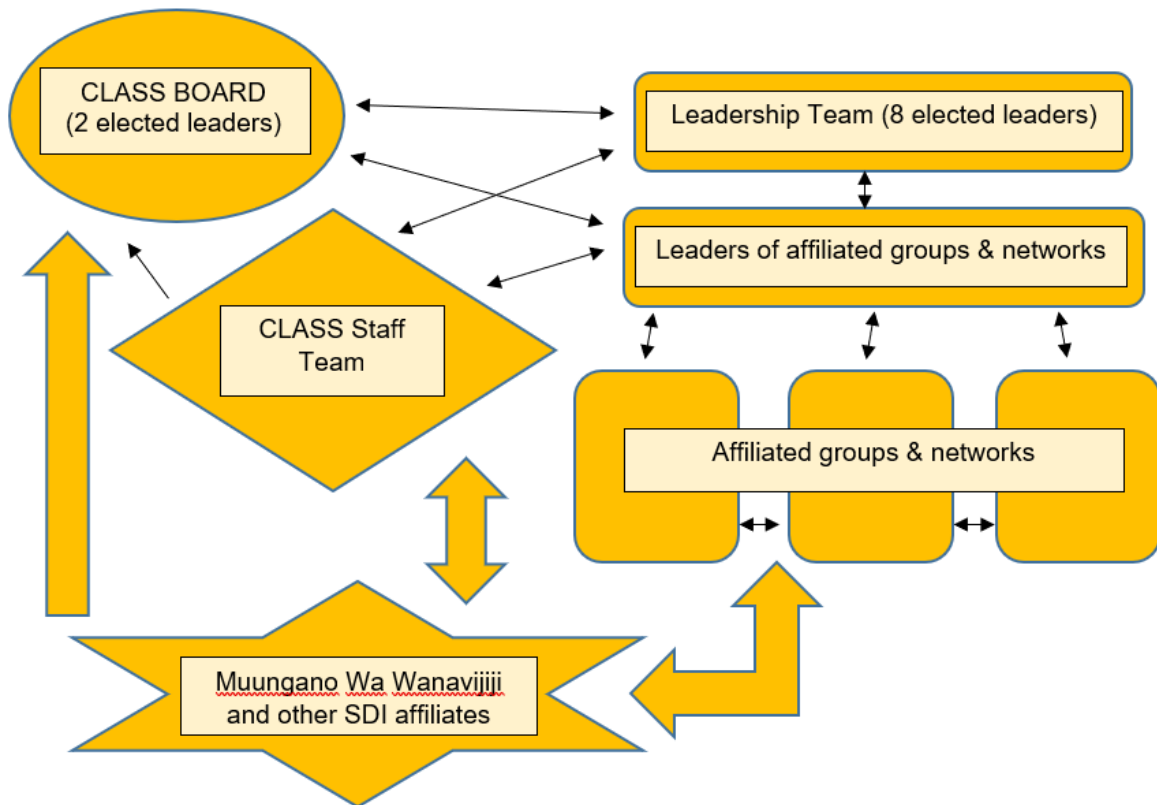 CLASS BOARD
(2 elected leaders)
Leadership Team (8 elected leaders)
Leaders of affiliated groups & networks
CLASS Staff
Team
Affiliated groups & networks
Muungano Wa Wanavijiji
and other SDI affiliates